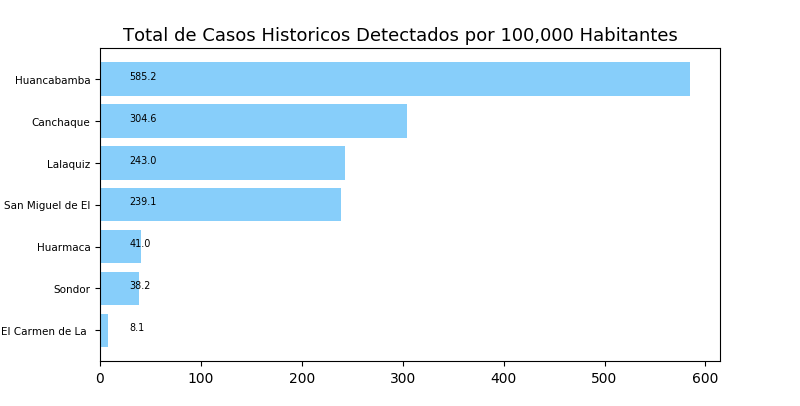 Total de Casos Historicos Detectados por 100,000 Habitantes
Huancabamba 585.2
Canchaque 304.6
Lalaquiz 243.0
San Miguel de El 239.1
Huarmaca 41.0
Sondor 38.2
El Carmen de La 8.1
0 100 200 300 400 500 600